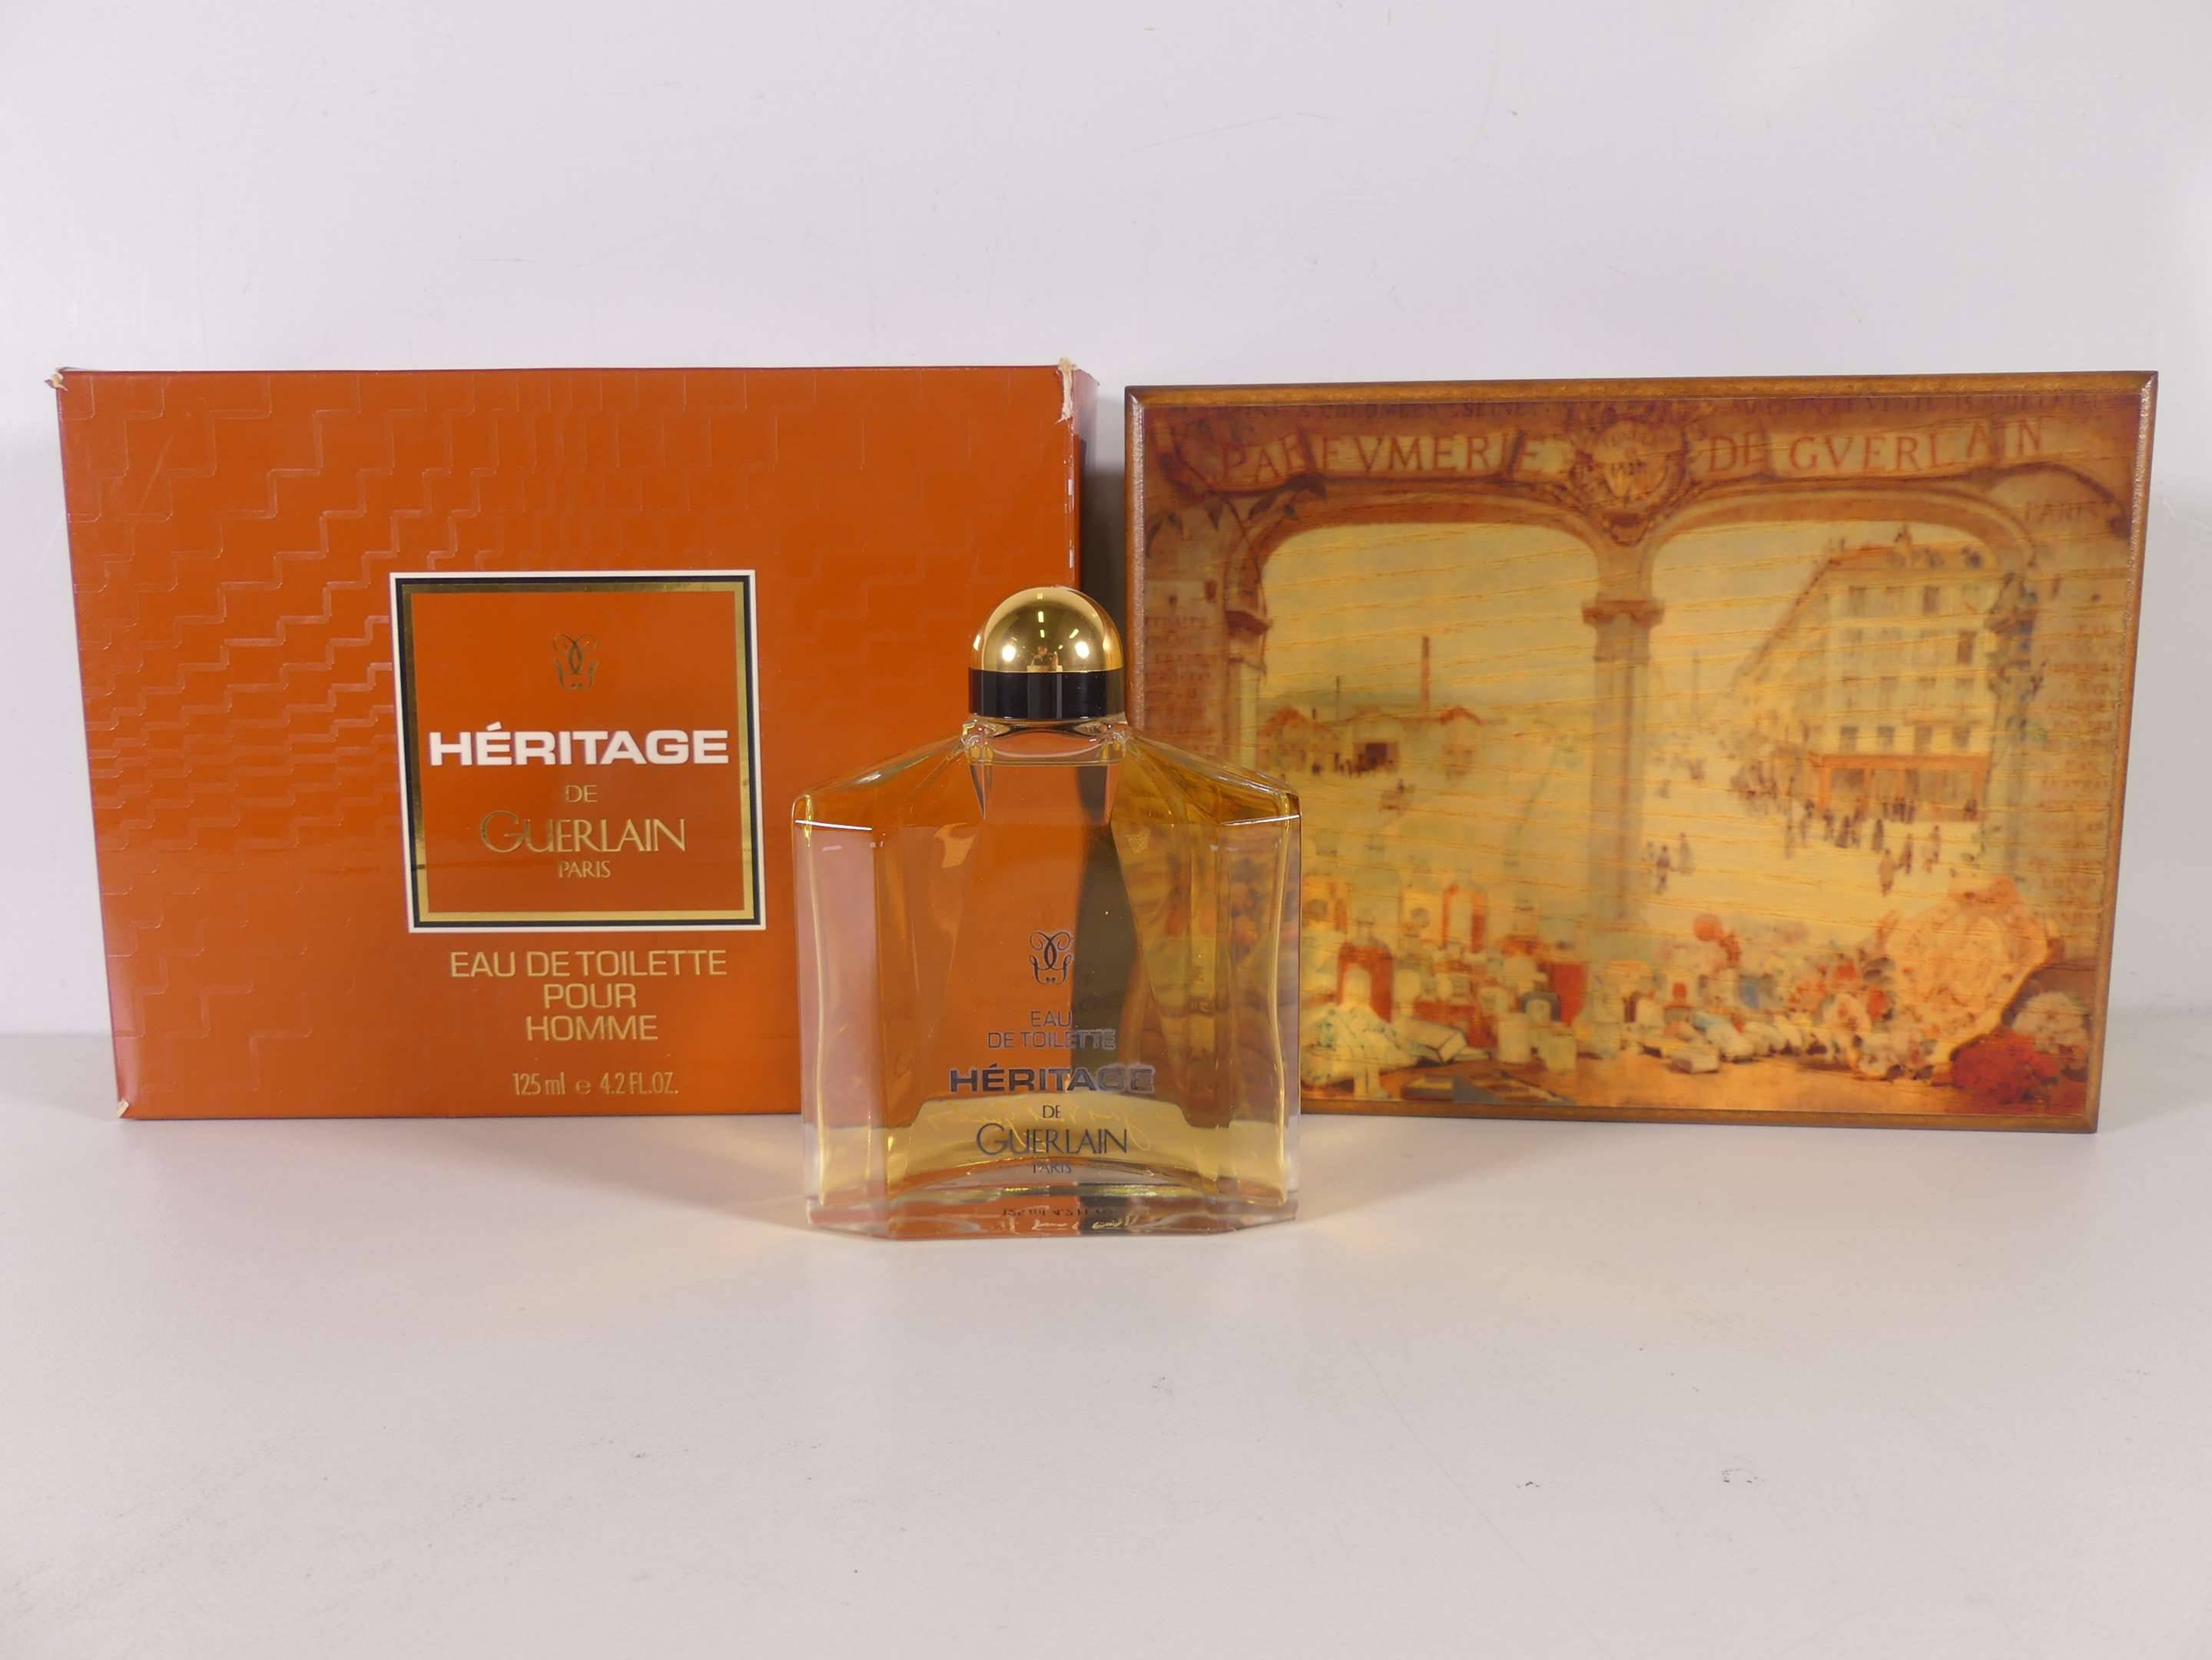 HÉRITAGE
DE
GUERLAIN
PARIS
EAU DE TOILETTE
POUR
HOMME
125 ml e 4.2 FL.OZ.
EAU
DE TOILETTE
HÉRITAGE
DE
GUERLAIN
PARIS
PARFVMERIE DE GVERLAIN
PARIS